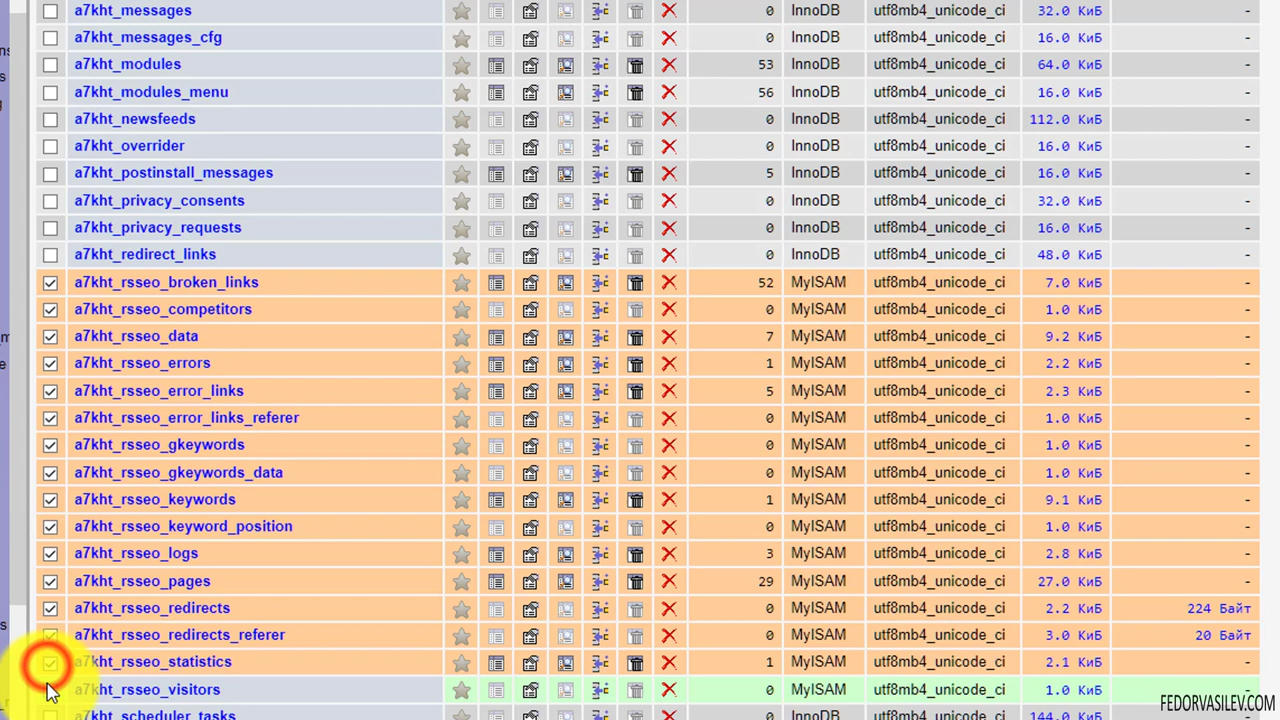 a7kht_messages 0 InnoDB utf8mb4_unicode_ci 32.0 КиБ -
a7kht_messages_cfg 0 InnoDB utf8mb4_unicode_ci 16.0 КиБ -
a7kht_modules 53 InnoDB utf8mb4_unicode_ci 64.0 КиБ -
a7kht_modules_menu 56 InnoDB utf8mb4_unicode_ci 16.0 КиБ -
a7kht_newsfeeds 0 InnoDB utf8mb4_unicode_ci 112.0 КиБ -
a7kht_overrider 0 InnoDB utf8mb4_unicode_ci 16.0 КиБ -
a7kht_postinstall_messages 5 InnoDB utf8mb4_unicode_ci 16.0 КиБ -
a7kht_privacy_consents 0 InnoDB utf8mb4_unicode_ci 32.0 КиБ -
a7kht_privacy_requests 0 InnoDB utf8mb4_unicode_ci 16.0 КиБ -
a7kht_redirect_links 0 InnoDB utf8mb4_unicode_ci 48.0 КиБ -
a7kht_rsseo_broken_links 52 MyISAM utf8mb4_unicode_ci 7.0 КиБ -
a7kht_rsseo_competitors 0 MyISAM utf8mb4_unicode_ci 1.0 КиБ -
a7kht_rsseo_data 7 MyISAM utf8mb4_unicode_ci 9.2 КиБ -
a7kht_rsseo_errors 1 MyISAM utf8mb4_unicode_ci 2.2 КиБ -
a7kht_rsseo_error_links 5 MyISAM utf8mb4_unicode_ci 2.3 КиБ -
a7kht_rsseo_error_links_referer 0 MyISAM utf8mb4_unicode_ci 1.0 КиБ -
a7kht_rsseo_gkeywords 0 MyISAM utf8mb4_unicode_ci 1.0 КиБ -
a7kht_rsseo_gkeywords_data 0 MyISAM utf8mb4_unicode_ci 1.0 КиБ -
a7kht_rsseo_keywords 1 MyISAM utf8mb4_unicode_ci 9.1 КиБ -
a7kht_rsseo_keyword_position 0 MyISAM utf8mb4_unicode_ci 1.0 КиБ -
a7kht_rsseo_logs 3 MyISAM utf8mb4_unicode_ci 2.8 КиБ -
a7kht_rsseo_pages 29 MyISAM utf8mb4_unicode_ci 27.0 КиБ -
a7kht_rsseo_redirects 0 MyISAM utf8mb4_unicode_ci 2.2 КиБ 224 Байт
a7kht_rsseo_redirects_referer 0 MyISAM utf8mb4_unicode_ci 3.0 КиБ 20 Байт
a7kht_rsseo_statistics 1 MyISAM utf8mb4_unicode_ci 2.1 КиБ -
a7kht_rsseo_visitors 0 MyISAM utf8mb4_unicode_ci 1.0 КиБ -
a7kht_scheduler_tasks 0 InnoDB utf8mb4_unicode_ci 144.0 КиБ -
FEDORVASILEV.COM